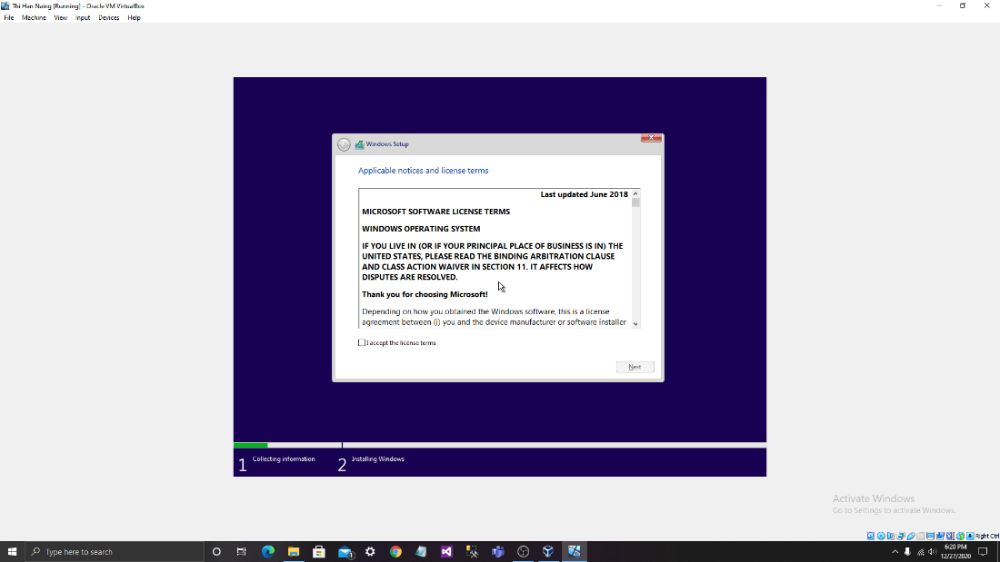 Thi Han Naing [Running] - Oracle VM VirtualBox
File Machine View Input Devices Help
Windows Setup
Applicable notices and license terms
Last updated June 2018
MICROSOFT SOFTWARE LICENSE TERMS
WINDOWS OPERATING SYSTEM
IF YOU LIVE IN (OR IF YOUR PRINCIPAL PLACE OF BUSINESS IS IN) THE
UNITED STATES, PLEASE READ THE BINDING ARBITRATION CLAUSE
AND CLASS ACTION WAIVER IN SECTION 11. IT AFFECTS HOW
DISPUTES ARE RESOLVED.
Thank you for choosing Microsoft!
Depending on how you obtained the Windows software, this is a license
agreement between (i) you and the device manufacturer or software installer
I accept the license terms
Next
1 Collecting information 2 Installing Windows
Activate Windows
Go to Settings to activate Windows.
Right Ctrl
Type here to search
6:20 PM
12/27/2020